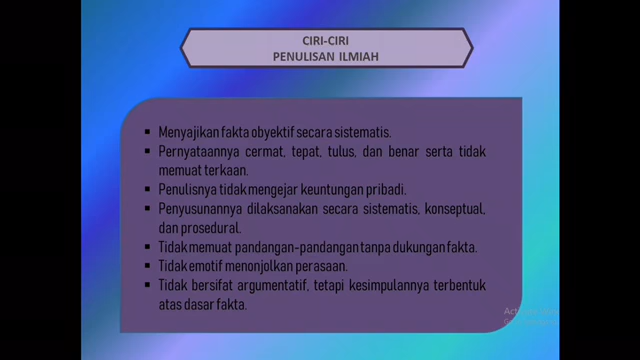 CIRI-CIRI
PENULISAN ILMIAH
▪ Menyajikan fakta obyektif secara sistematis.
▪ Pernyataannya cermat, tepat, tulus, dan benar serta tidak
memuat terkaan.
▪ Penulisnya tidak mengejar keuntungan pribadi.
▪ Penyusunannya dilaksanakan secara sistematis, konseptual,
dan prosedural.
▪ Tidak memuat pandangan-pandangan tanpa dukungan fakta.
▪ Tidak emotif menonjolkan perasaan.
▪ Tidak bersifat argumentatif, tetapi kesimpulannya terbentuk
atas dasar fakta.